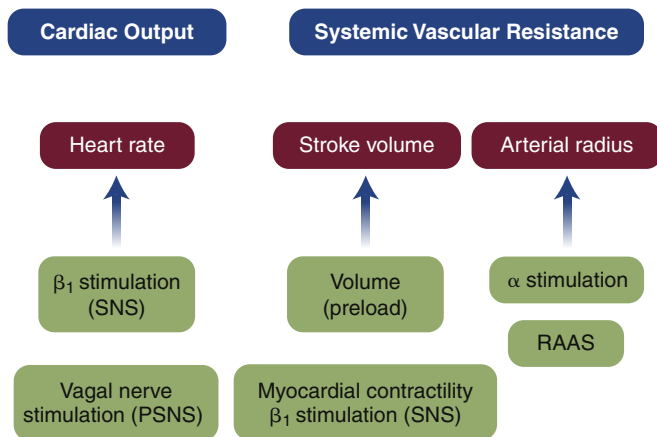 Cardiac Output
Systemic Vascular Resistance
Heart rate
Stroke volume
Arterial radius
β₁ stimulation
(SNS)
Volume
(preload)
α stimulation
RAAS
Vagal nerve
stimulation (PSNS)
Myocardial contractility
β₁ stimulation (SNS)